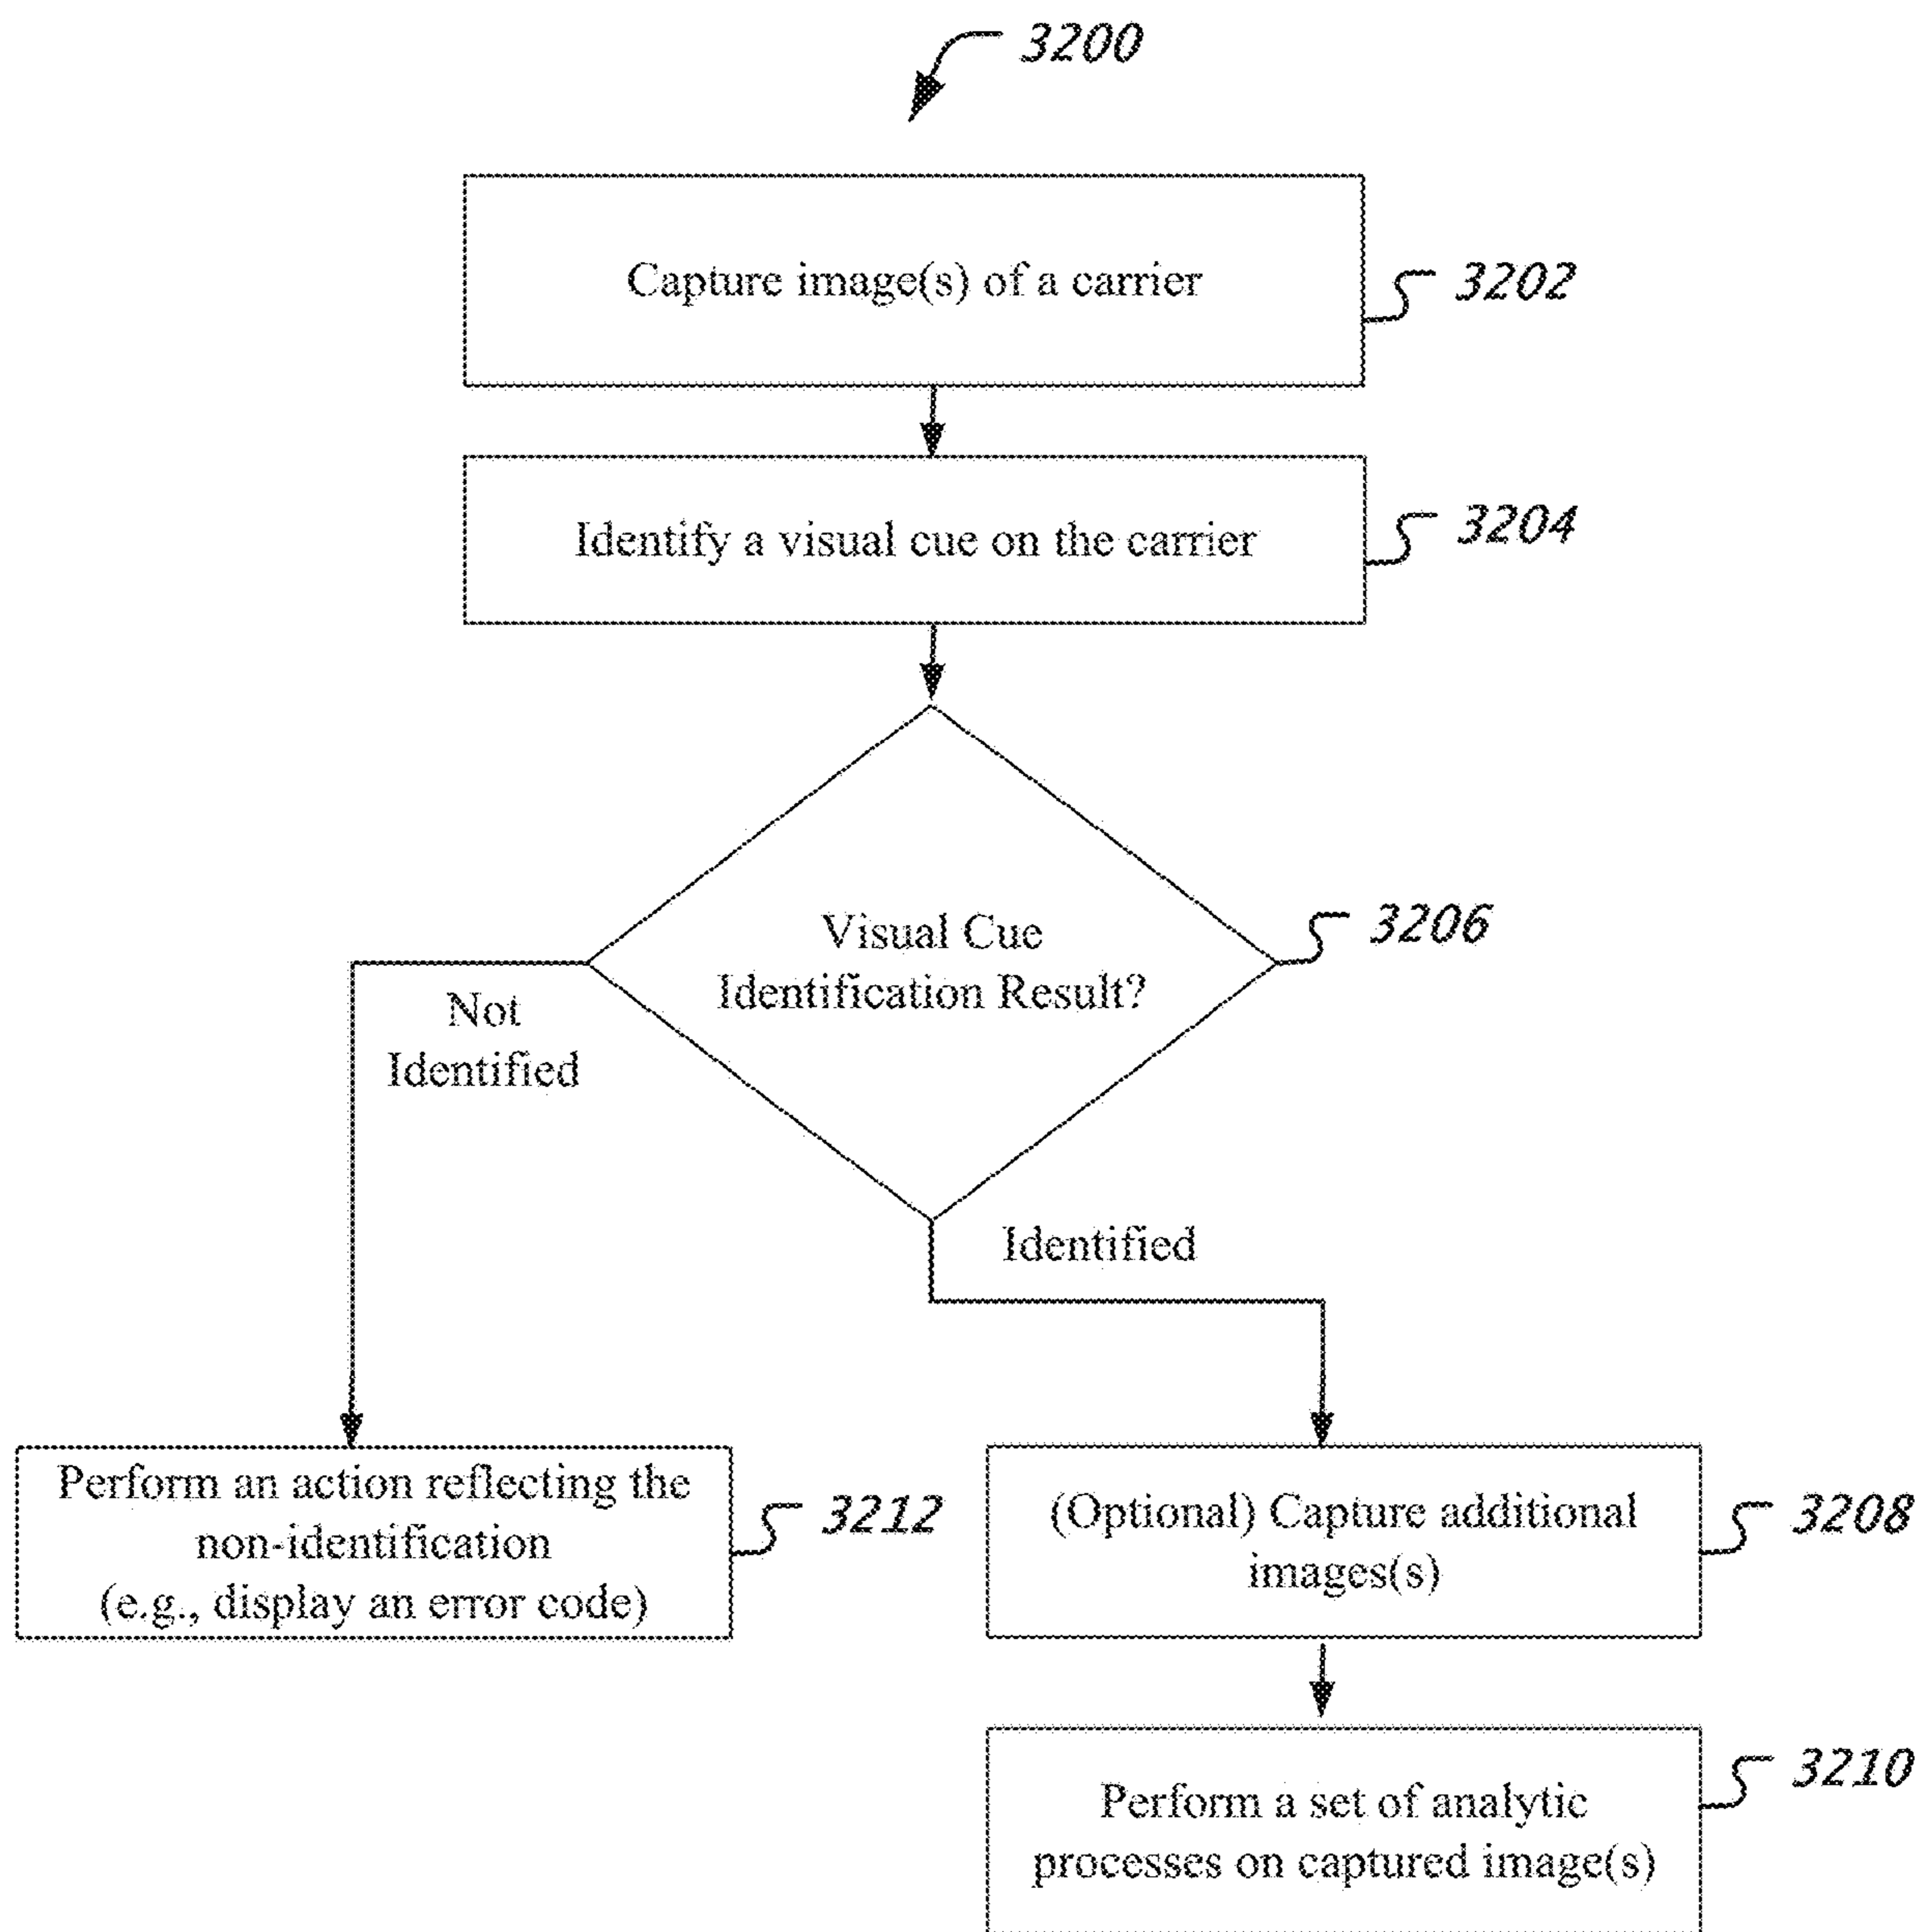 3200
Capture image(s) of a carrier
3202
Identify a visual cue on the carrier
3204
Visual Cue
Identification Result?
3206
Not
Identified
Identified
Perform an action reflecting the
non-identification
(e.g., display an error code)
3212
(Optional) Capture additional
images(s)
3208
Perform a set of analytic
processes on captured image(s)
3210